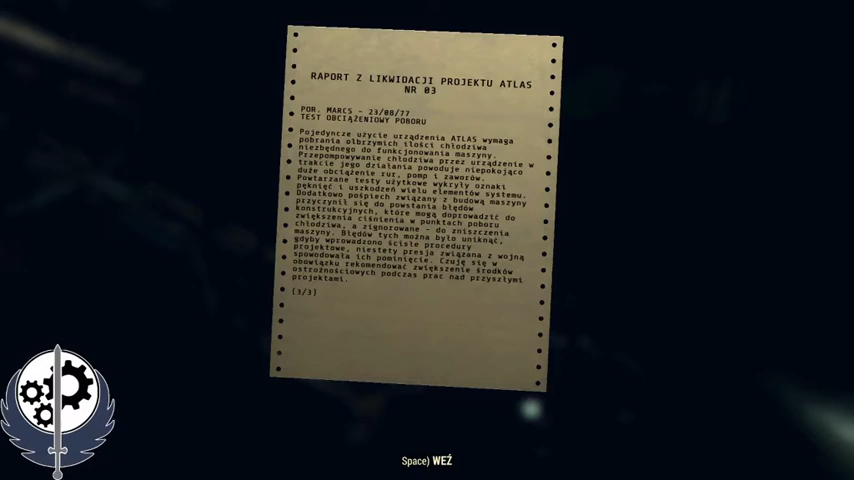 RAPORT Z LIKWIDACJI PROJEKTU ATLAS
NR 03
POR. MARCS - 23/08/77
TEST OBCIĄŻENIOWY POBORU
Pojedyncze użycie urządzenia ATLAS wymaga
pobrania olbrzymich ilości chłodziwa
niezbędnego do funkcjonowania maszyny.
Przepompowywanie chłodziwa przez urządzenie w
trakcie jego działania powoduje niepokojąco
duże obciążenie rur, pomp i zaworów.
Powtarzane testy użytkowe wykryły oznaki
pęknięć i uszkodzeń wielu elementów systemu.
Dodatkowo pośpiech związany z budową maszyny
przyczynił się do powstania błędów
konstrukcyjnych, które mogą doprowadzić do
zwiększenia ciśnienia w punktach poboru
chłodziwa, a zignorowane - do zniszczenia
maszyny. Błędów tych można było uniknąć,
gdyby wprowadzono ścisłe procedury
projektowe, niestety presja związana z wojną
spowodowała ich pominięcie. Czuję się w
obowiązku rekomendować zwiększenie środków
ostrożnościowych podczas prac nad przyszłymi
projektami.
(3/3)
Space) WEŹ